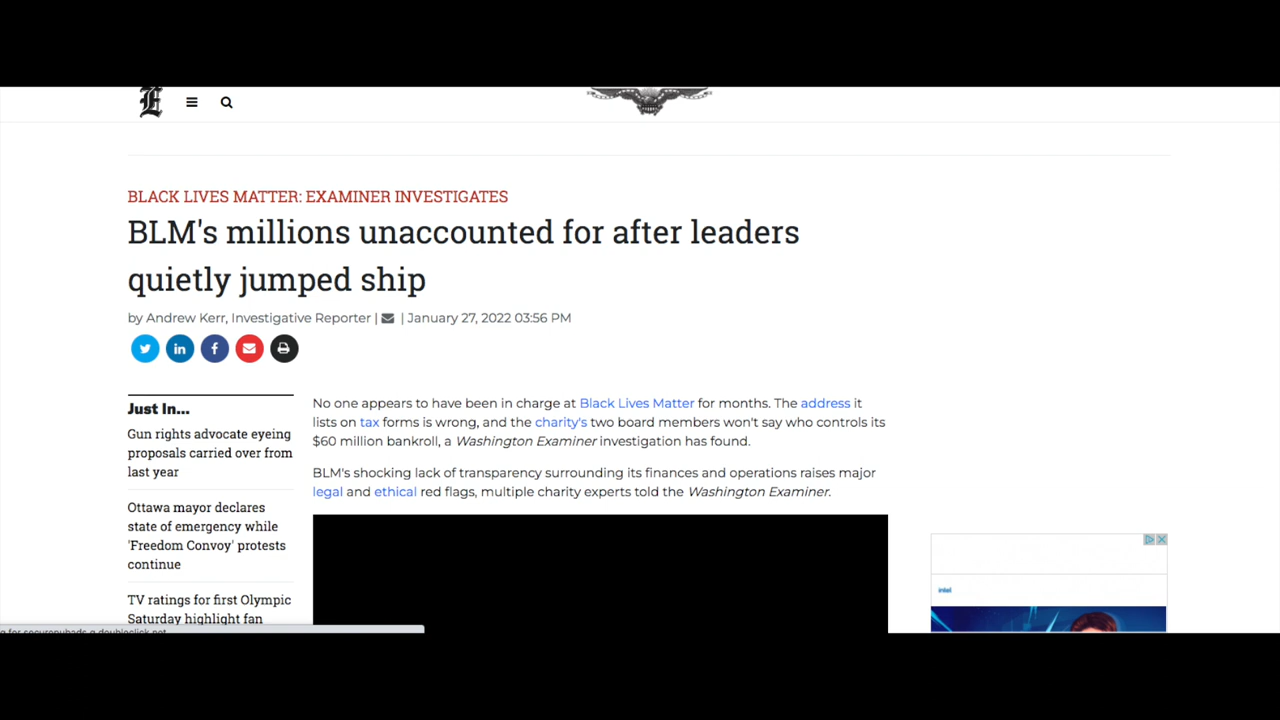 E
BLACK LIVES MATTER: EXAMINER INVESTIGATES
BLM's millions unaccounted for after leaders
quietly jumped ship
by Andrew Kerr, Investigative Reporter | | January 27, 2022 03:56 PM
Just In...
Gun rights advocate eyeing
proposals carried over from
last year
Ottawa mayor declares
state of emergency while
'Freedom Convoy' protests
continue
TV ratings for first Olympic
Saturday highlight fan
No one appears to have been in charge at Black Lives Matter for months. The address it
lists on tax forms is wrong, and the charity's two board members won't say who controls its
$60 million bankroll, a Washington Examiner investigation has found.
BLM's shocking lack of transparency surrounding its finances and operations raises major
legal and ethical red flags, multiple charity experts told the Washington Examiner.
intel